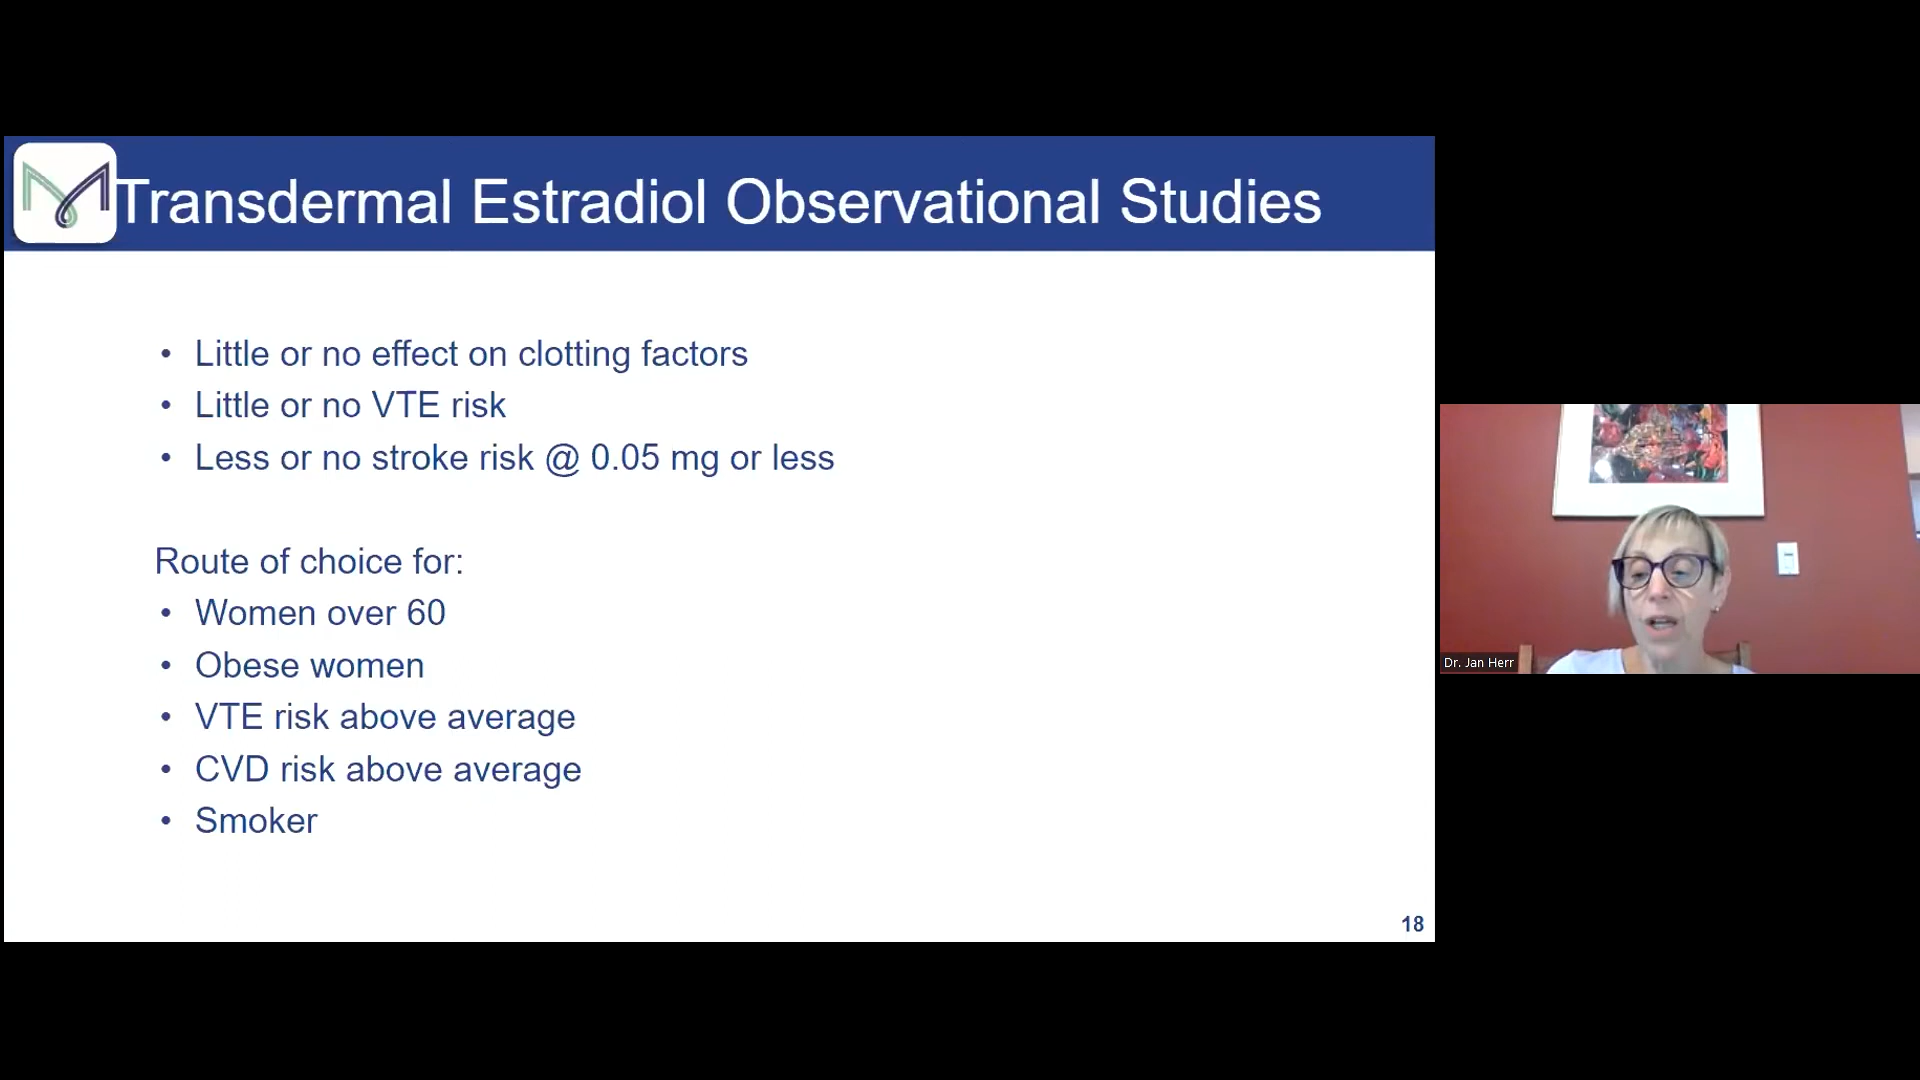 Transdermal Estradiol Observational Studies
• Little or no effect on clotting factors
• Little or no VTE risk
• Less or no stroke risk @ 0.05 mg or less
Route of choice for:
• Women over 60
• Obese women
• VTE risk above average
• CVD risk above average
• Smoker
18
Dr. Jan Herr